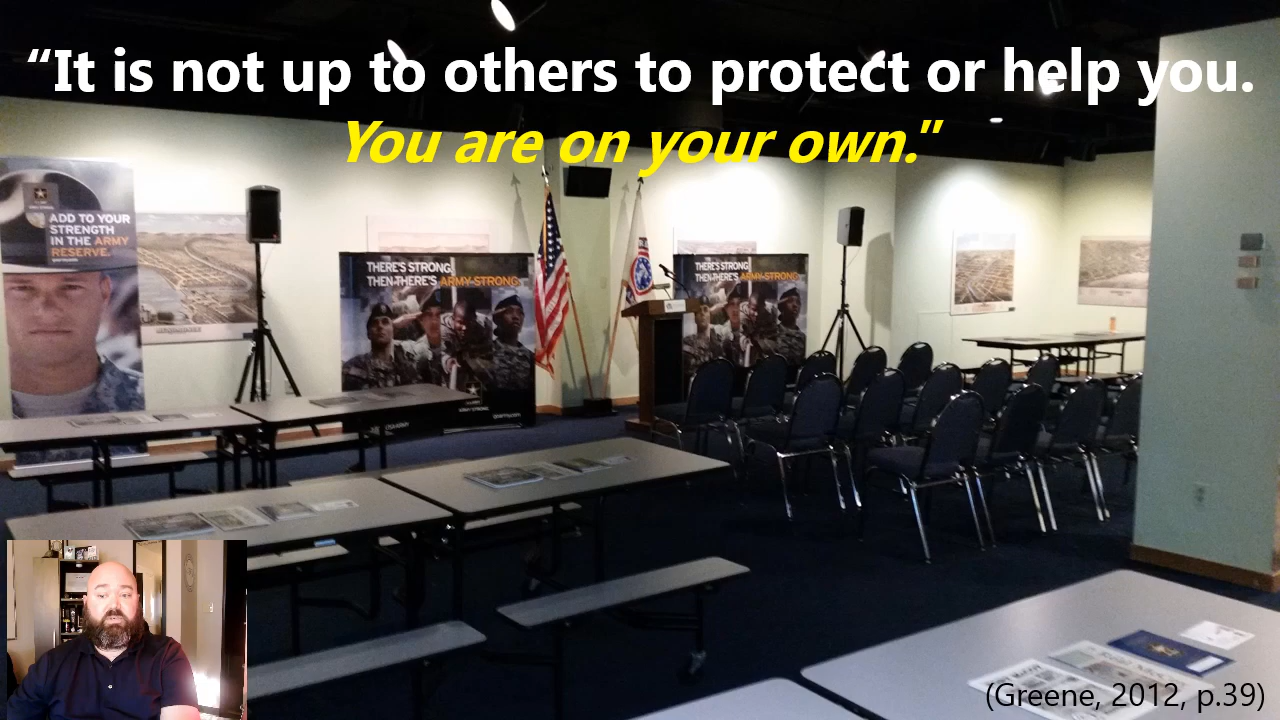 “It is not up to others to protect or help you.
You are on your own.”
ADD TO YOUR
STRENGTH
IN THE ARMY
RESERVE.
THERE'S STRONG.
THEN THERE'S ARMY STRONG.
THERE'S STRONG.
THEN THERE'S ARMY STRONG.
(Greene, 2012, p.39)